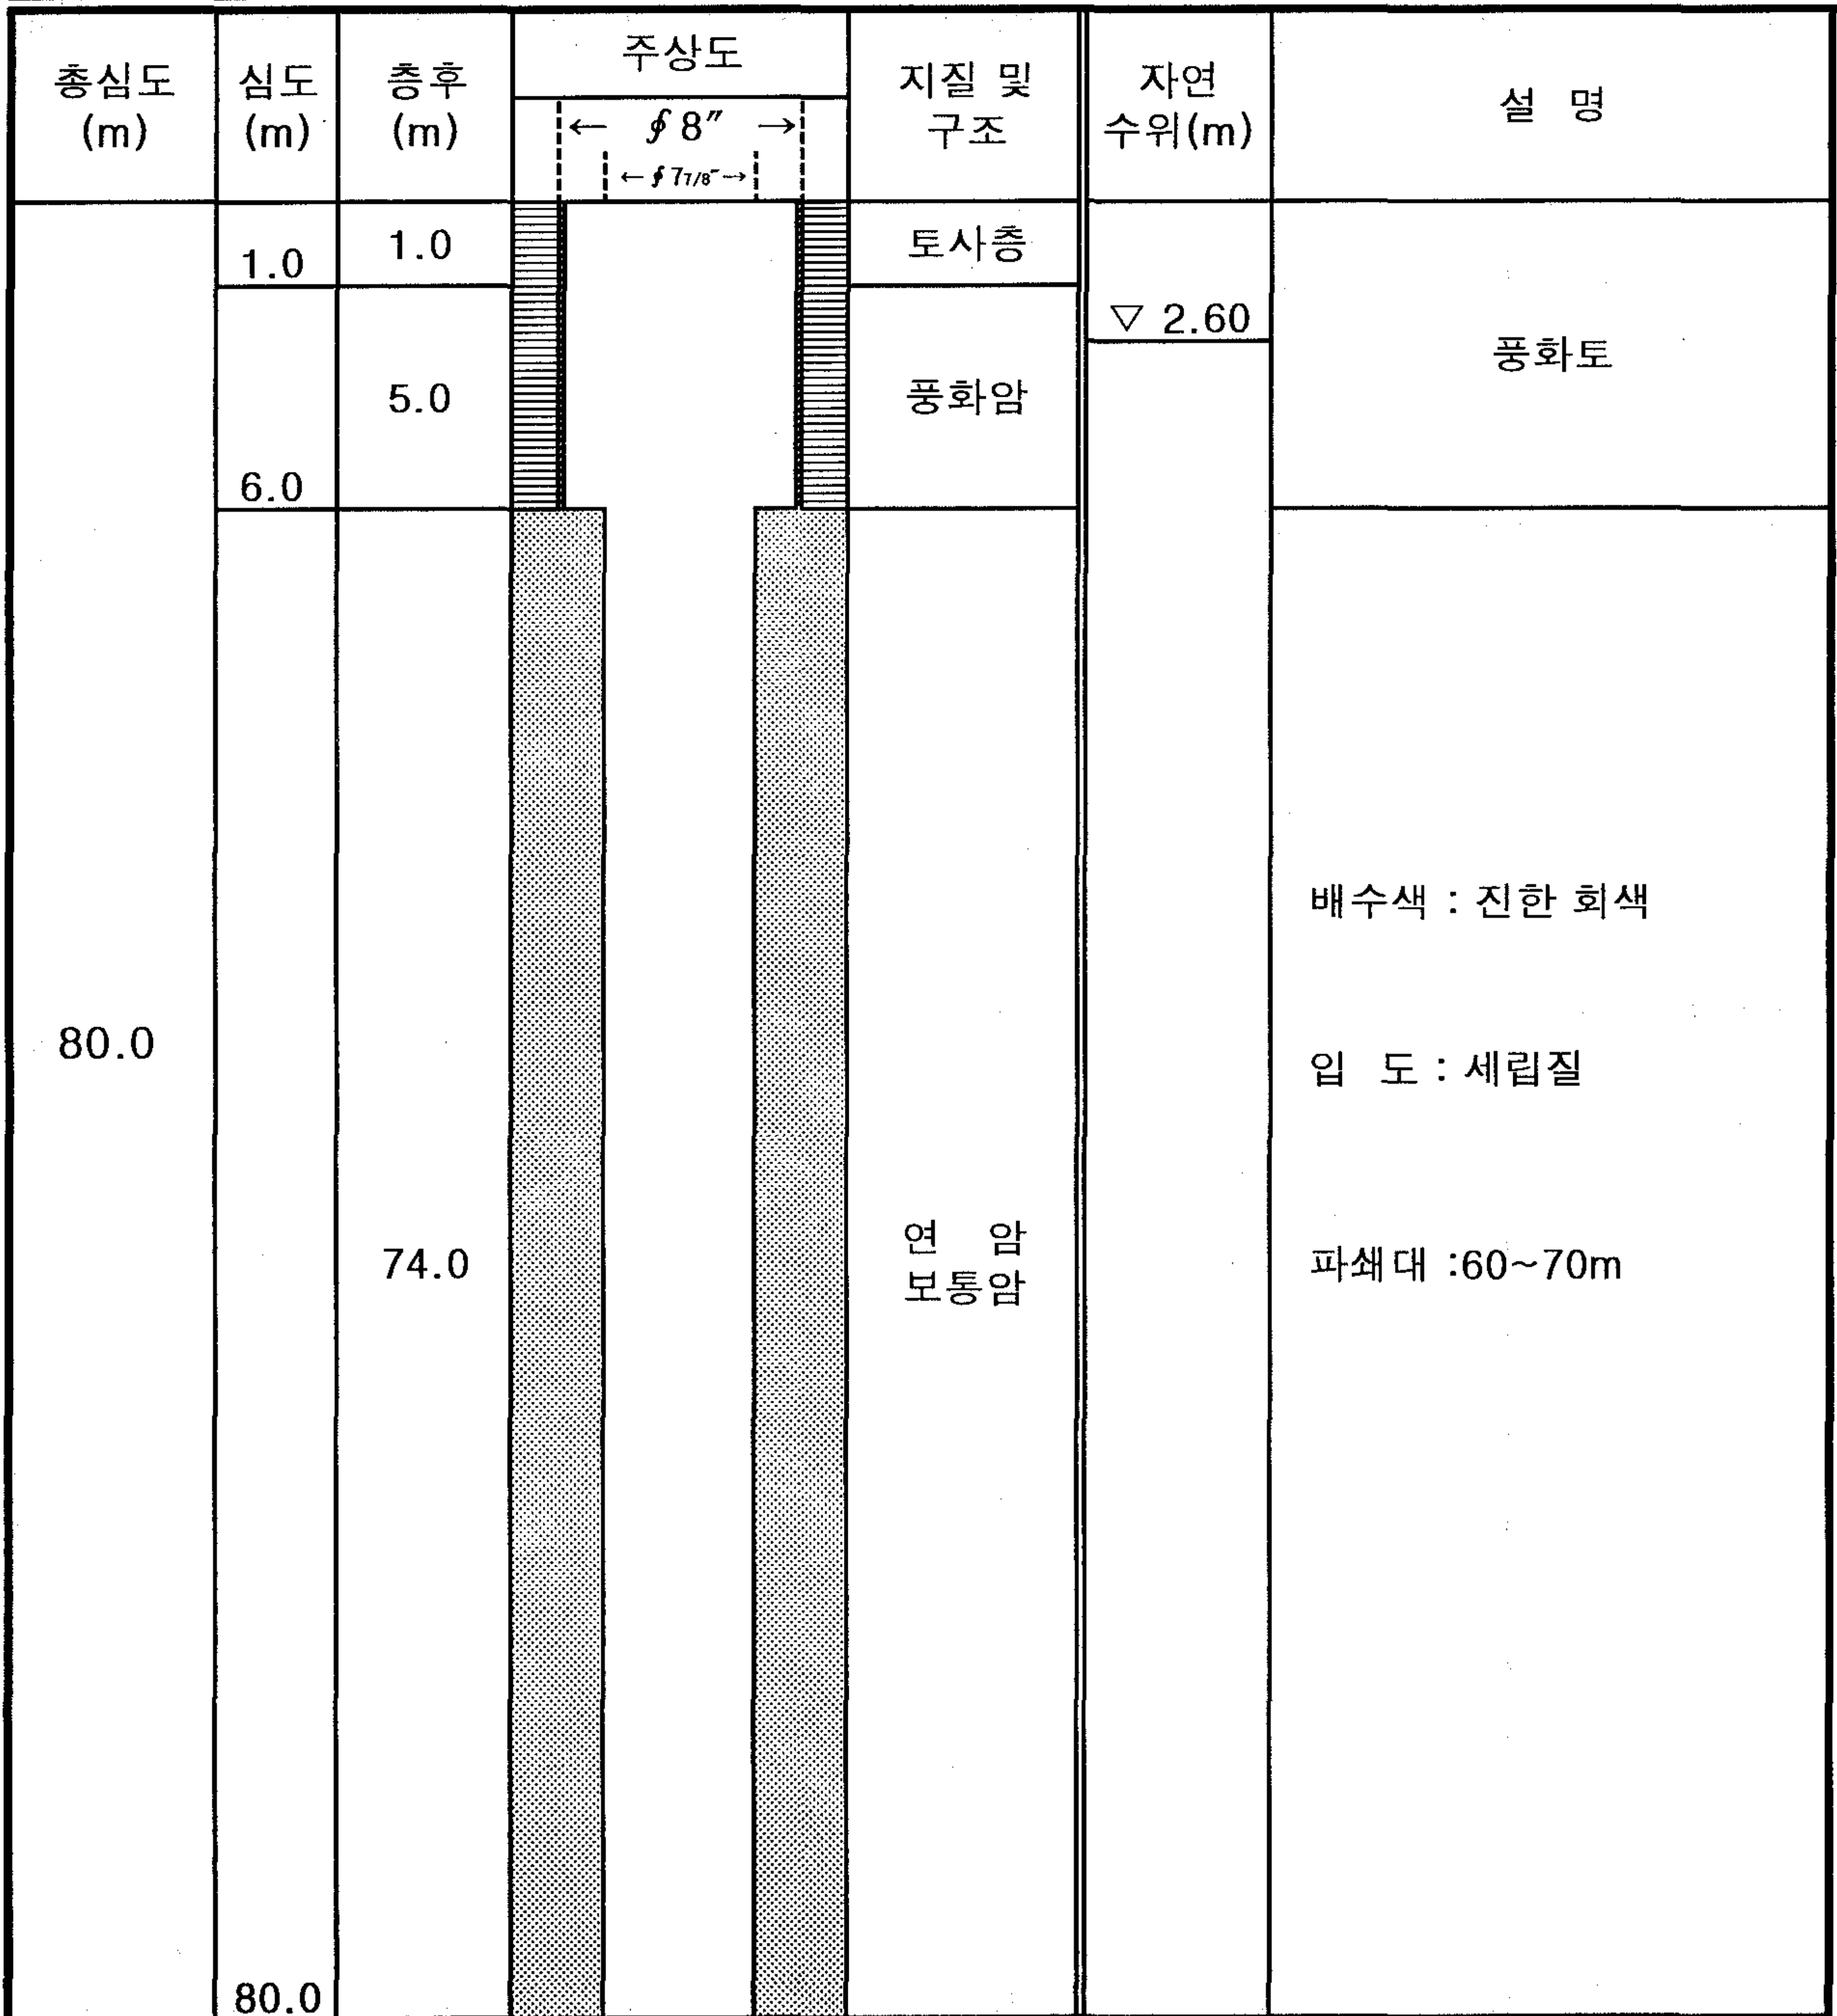 총심도
(m)
심도
(m)
층후
(m)
주상도
← ∮ 8″ →
← ∮ 7 7/8″ →
지질 및
구조
자연
수위(m)
설 명
1.0
1.0
토사층
▽ 2.60
풍화토
5.0
풍화암
6.0
배수색 : 진한 회색
80.0
입 도 : 세립질
74.0
연 암
보통암
파쇄대 :60~70m
80.0